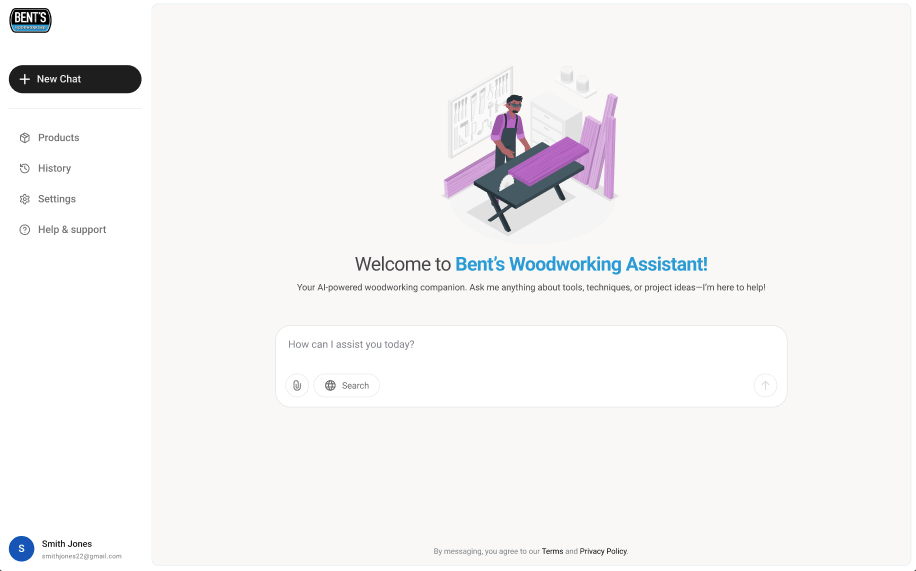 BENT'S
WOODWORKING
New Chat
Products
History
Settings
Help & support
Welcome to Bent's Woodworking Assistant!
Your AI-powered woodworking companion. Ask me anything about tools, techniques, or project ideas—I'm here to help!
How can I assist you today?
Search
S
Smith Jones
smithjones22@gmail.com
By messaging, you agree to our Terms and Privacy Policy.